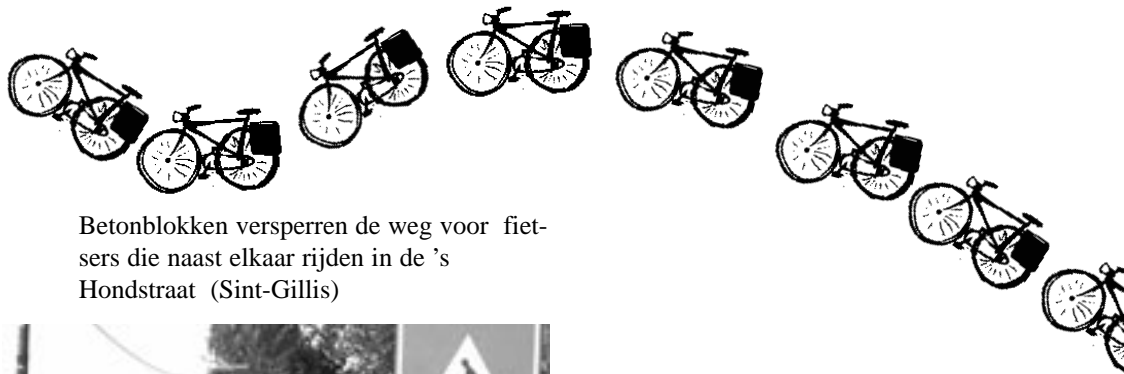 Betonblokken versperren de weg voor  fiet-
sers die naast elkaar rijden in de ’s
Hondstraat  (Sint-Gillis)